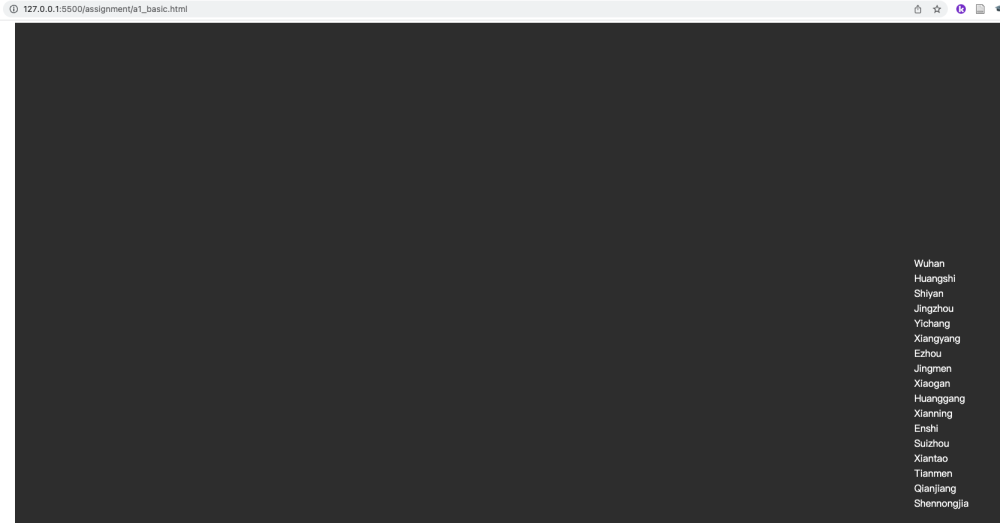 127.0.0.1:5500/assignment/a1_basic.html
Wuhan
Huangshi
Shiyan
Jingzhou
Yichang
Xiangyang
Ezhou
Jingmen
Xiaogan
Huanggang
Xianning
Enshi
Suizhou
Xiantao
Tianmen
Qianjiang
Shennongjia